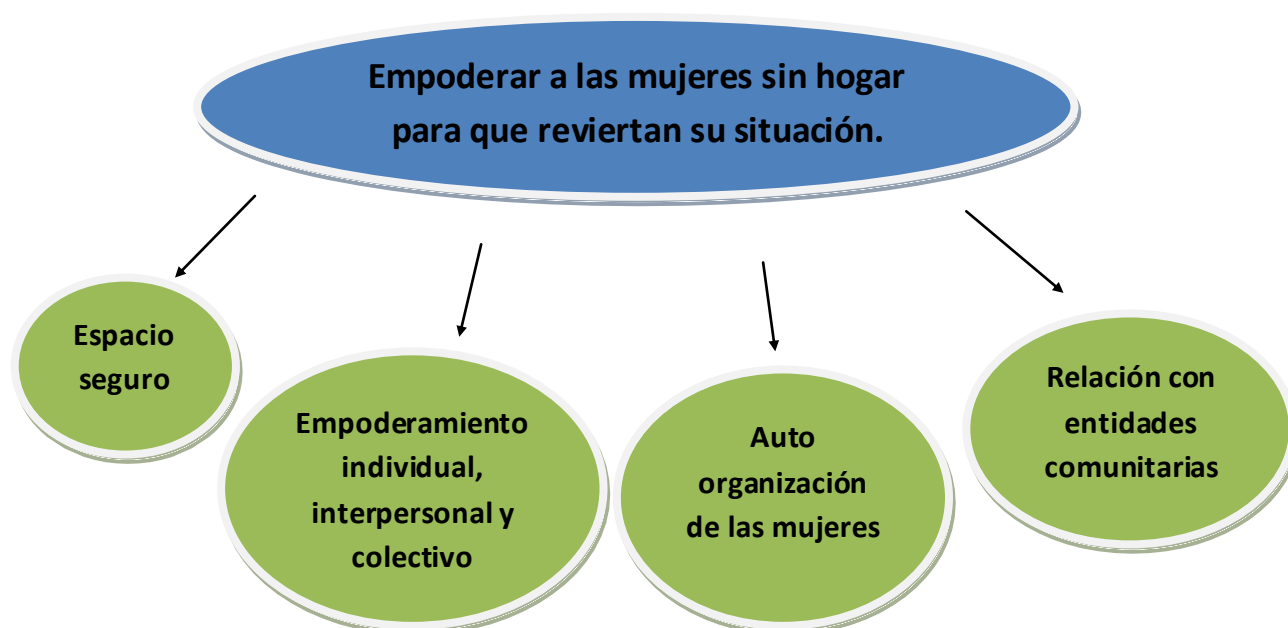 Empoderar a las mujeres sin hogar
para que reviertan su situación.
Espacio
seguro
Empoderamiento
individual,
interpersonal y
colectivo
Auto
organización
de las mujeres
Relación con
entidades
comunitarias